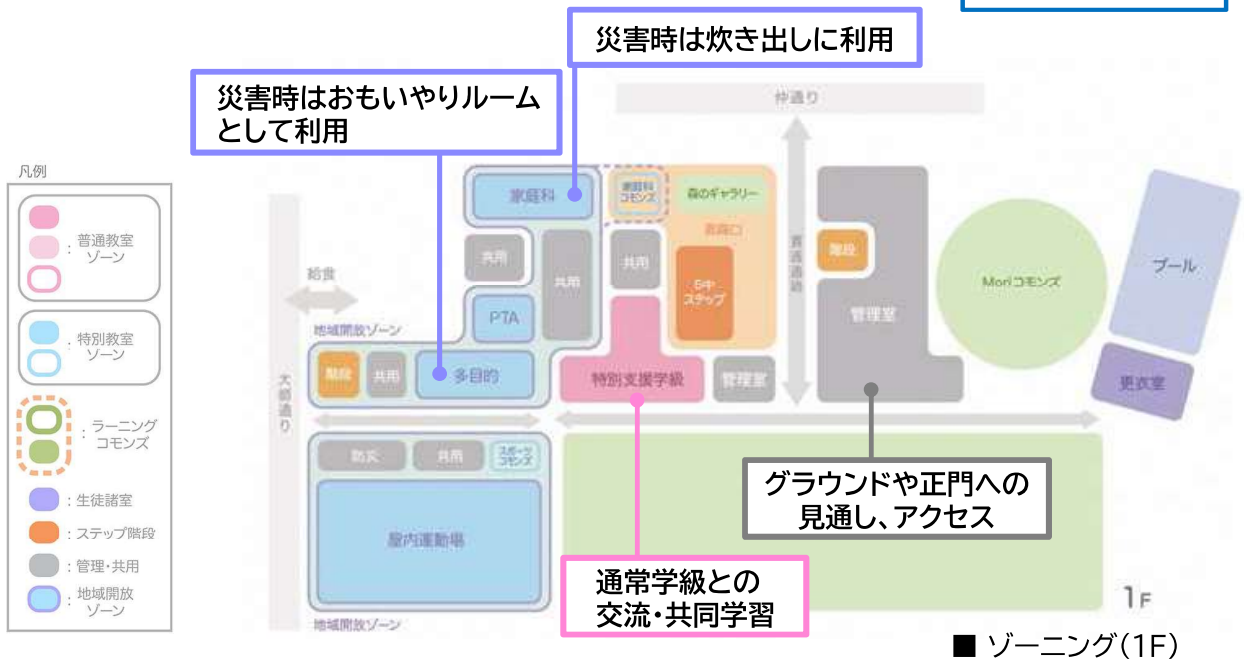 災害時は炊き出しに利用
災害時はおもいやりルーム
として利用
仲通り
凡例
普通教室
ゾーン
特別教室
ゾーン
ラーニング
コモンズ
:生徒諸室
:ステップ階段
:管理・共用
:地域開放
ゾーン
家庭科
家庭科
コモンズ
森のギャラリー
昇降口
共用
共用
共用
6中
ステップ
階段
管理室
Moriコモンズ
プール
更衣室
給食
地域開放ゾーン
PTA
階段
共用
多目的
特別支援学級
管理室
防災
共用
スポーツ
コモンズ
屋内運動場
地域開放ゾーン
グラウンドや正門への
見通し、アクセス
通常学級との
交流・共同学習
1F
■ ゾーニング(1F)